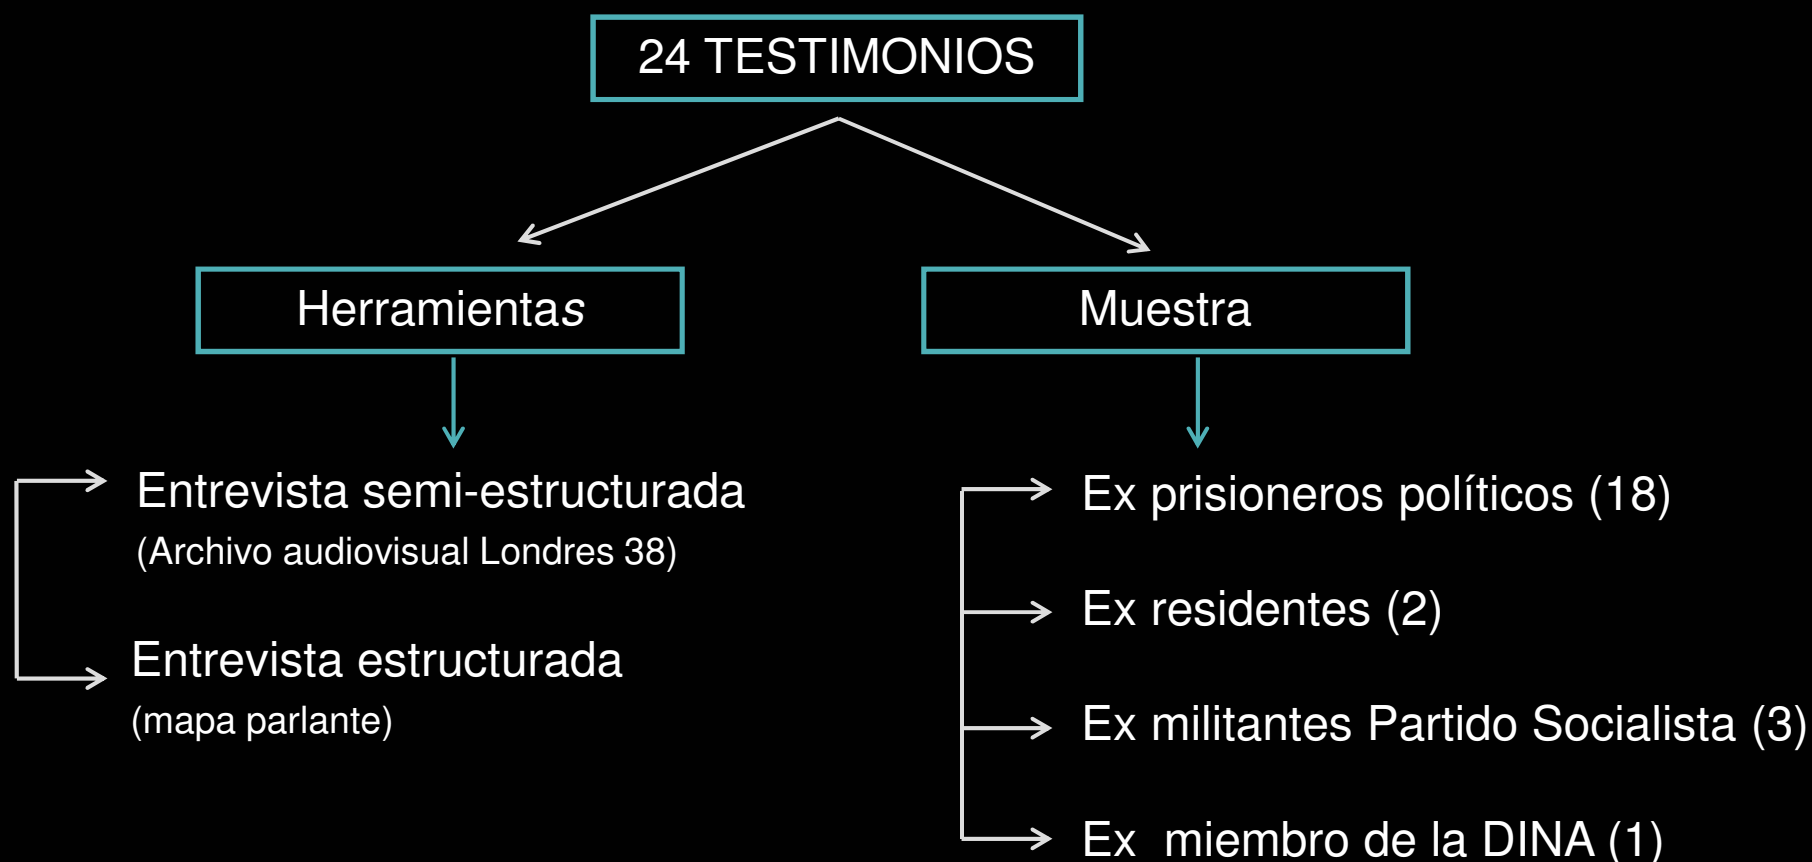 24 TESTIMONIOS
Herramientas
Muestra
Entrevista semi-estructurada
(Archivo audiovisual Londres 38)
Entrevista estructurada
(mapa parlante)
Ex prisioneros políticos (18)
Ex residentes (2)
Ex militantes Partido Socialista (3)
Ex  miembro de la DINA (1)